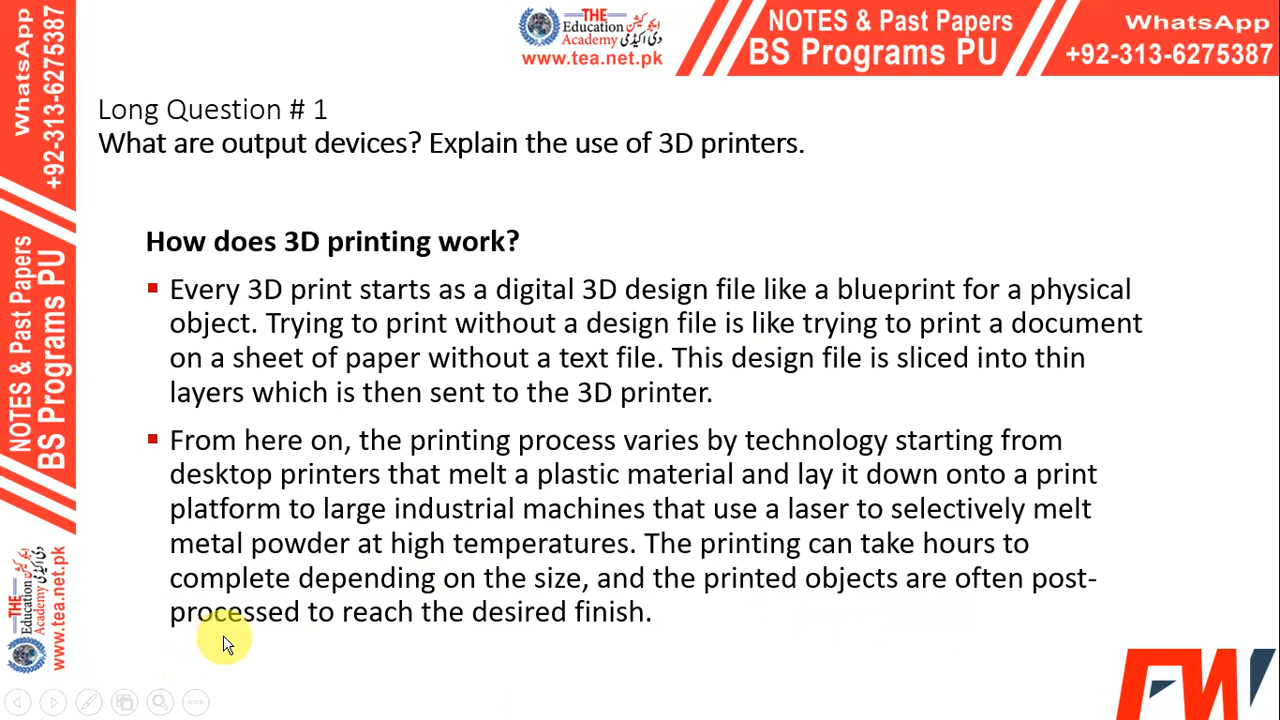 THE
Education
Academy
ایجوکیشن
دی اکیڈمی
www.tea.net.pk
NOTES & Past Papers
BS Programs PU
WhatsApp
+92-313-6275387
WhatsApp
+92-313-6275387
NOTES & Past Papers
BS Programs PU
THE
Education
Academy
ایجوکیشن
دی اکیڈمی
www.tea.net.pk
Long Question # 1
What are output devices? Explain the use of 3D printers.
How does 3D printing work?
Every 3D print starts as a digital 3D design file like a blueprint for a physical
object. Trying to print without a design file is like trying to print a document
on a sheet of paper without a text file. This design file is sliced into thin
layers which is then sent to the 3D printer.
From here on, the printing process varies by technology starting from
desktop printers that melt a plastic material and lay it down onto a print
platform to large industrial machines that use a laser to selectively melt
metal powder at high temperatures. The printing can take hours to
complete depending on the size, and the printed objects are often post-
processed to reach the desired finish.
FW